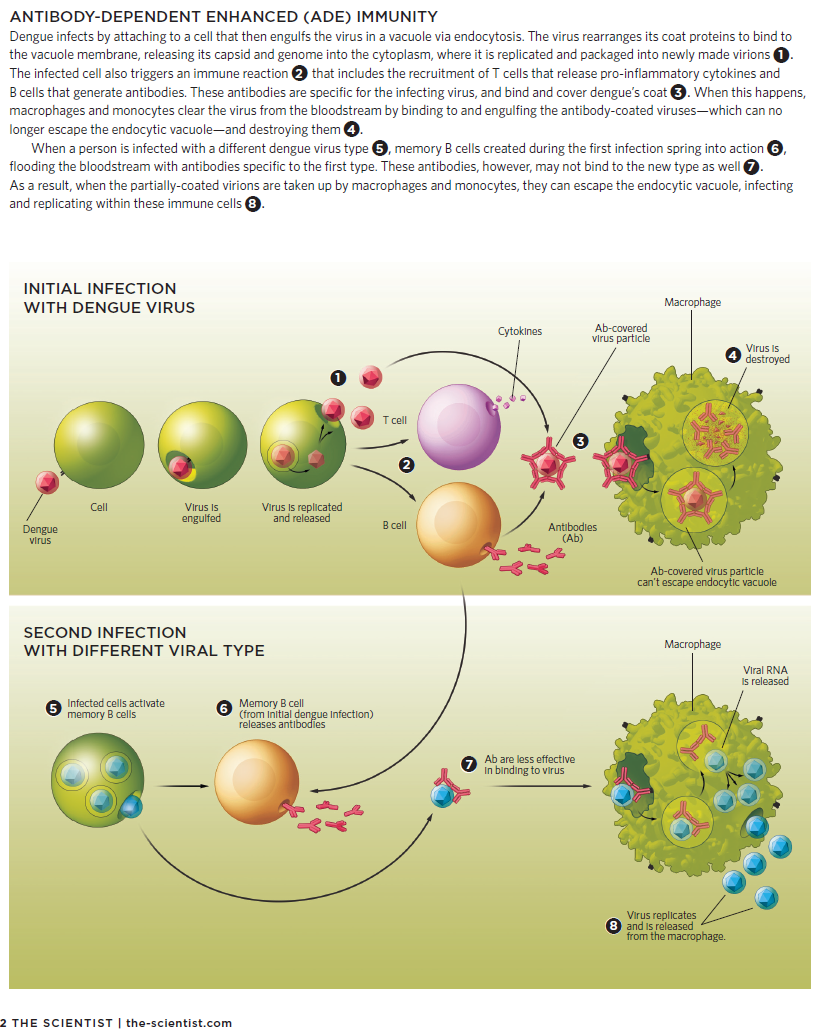 ANTIBODY-DEPENDENT ENHANCED (ADE) IMMUNITY
Dengue infects by attaching to a cell that then engulfs the virus in a vacuole via endocytosis. The virus rearranges its coat proteins to bind to
the vacuole membrane, releasing its capsid and genome into the cytoplasm, where it is replicated and packaged into newly made virions 1.
The infected cell also triggers an immune reaction 2 that includes the recruitment of T cells that release pro-inflammatory cytokines and
B cells that generate antibodies. These antibodies are specific for the infecting virus, and bind and cover dengue's coat 3. When this happens,
macrophages and monocytes clear the virus from the bloodstream by binding to and engulfing the antibody-coated viruses—which can no
longer escape the endocytic vacuole—and destroying them 4.
When a person is infected with a different dengue virus type 5, memory B cells created during the first infection spring into action 6,
flooding the bloodstream with antibodies specific to the first type. These antibodies, however, may not bind to the new type as well 7.
As a result, when the partially-coated virions are taken up by macrophages and monocytes, they can escape the endocytic vacuole, infecting
and replicating within these immune cells 8.
INITIAL INFECTION
WITH DENGUE VIRUS
Macrophage
Cytokines
Ab-covered
virus particle
4 Virus is
destroyed
1
T cell
3
2
Cell
Virus is
engulfed
Virus is replicated
and released
Dengue
virus
B cell
Antibodies
(Ab)
Ab-covered virus particle
can't escape endocytic vacuole
SECOND INFECTION
WITH DIFFERENT VIRAL TYPE
Macrophage
Viral RNA
is released
5 Infected cells activate
memory B cells
6 Memory B cell
(from initial dengue infection)
releases antibodies
7 Ab are less effective
in binding to virus
8 Virus replicates
and is released
from the macrophage.
2 THE SCIENTIST | the-scientist.com